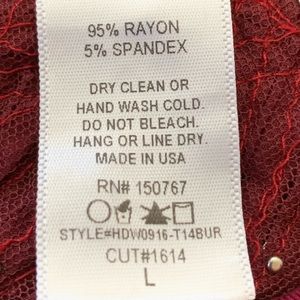 95% RAYON
5% SPANDEX
DRY CLEAN OR
HAND WASH COLD.
DO NOT BLEACH.
HANG OR LINE DRY.
MADE IN USA
RN# 150767
STYLE#HDW0916-T14BUR
CUT#1614
L